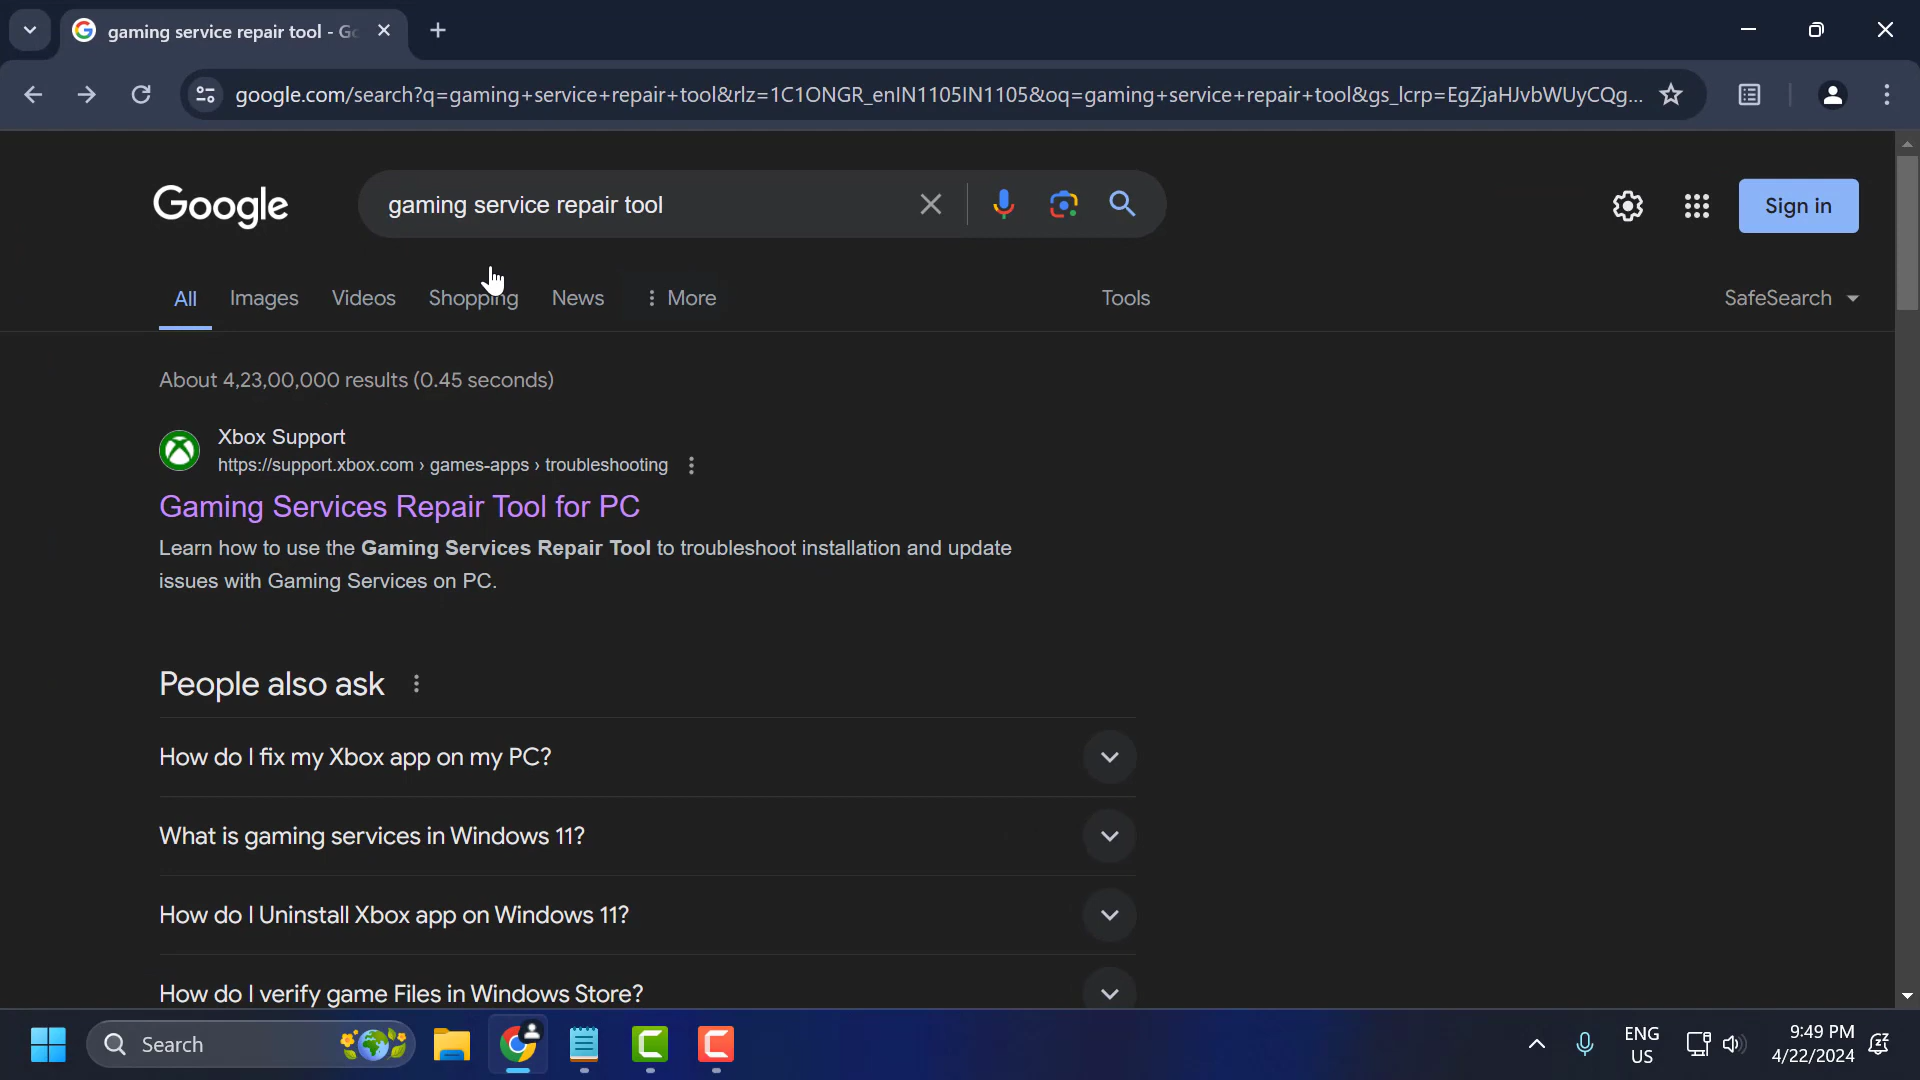 gaming service repair tool - Go
google.com/search?q=gaming+service+repair+tool&rlz=1C1ONGR_enIN1105IN1105&oq=gaming+service+repair+tool&gs_lcrp=EgZjaHJvbWUyCQg...
Google
gaming service repair tool
Sign in
All Images Videos Shopping News More Tools SafeSearch
About 4,23,00,000 results (0.45 seconds)
Xbox Support
https://support.xbox.com › games-apps › troubleshooting
Gaming Services Repair Tool for PC
Learn how to use the Gaming Services Repair Tool to troubleshoot installation and update
issues with Gaming Services on PC.
People also ask
How do I fix my Xbox app on my PC?
What is gaming services in Windows 11?
How do I Uninstall Xbox app on Windows 11?
How do I verify game Files in Windows Store?
Search
ENG
US
9:49 PM
4/22/2024